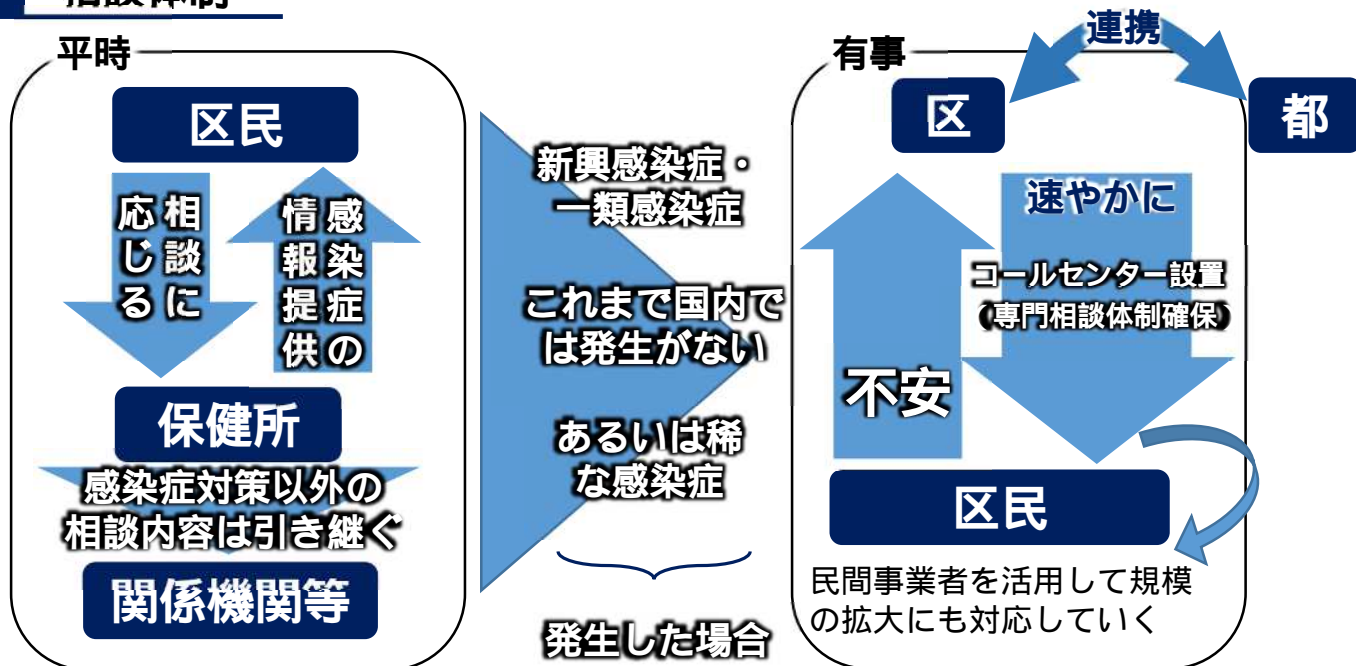 相談体制
平時
区民
相談に
応じる
感染症の
情報提供
保健所
感染症対策以外の
相談内容は引き継ぐ
関係機関等
新興感染症・
一類感染症
これまで国内で
は発生がない
あるいは稀
な感染症
発生した場合
有事
連携
区
都
速やかに
コールセンター設置
(専門相談体制確保)
不安
区民
民間事業者を活用して規模
の拡大にも対応していく